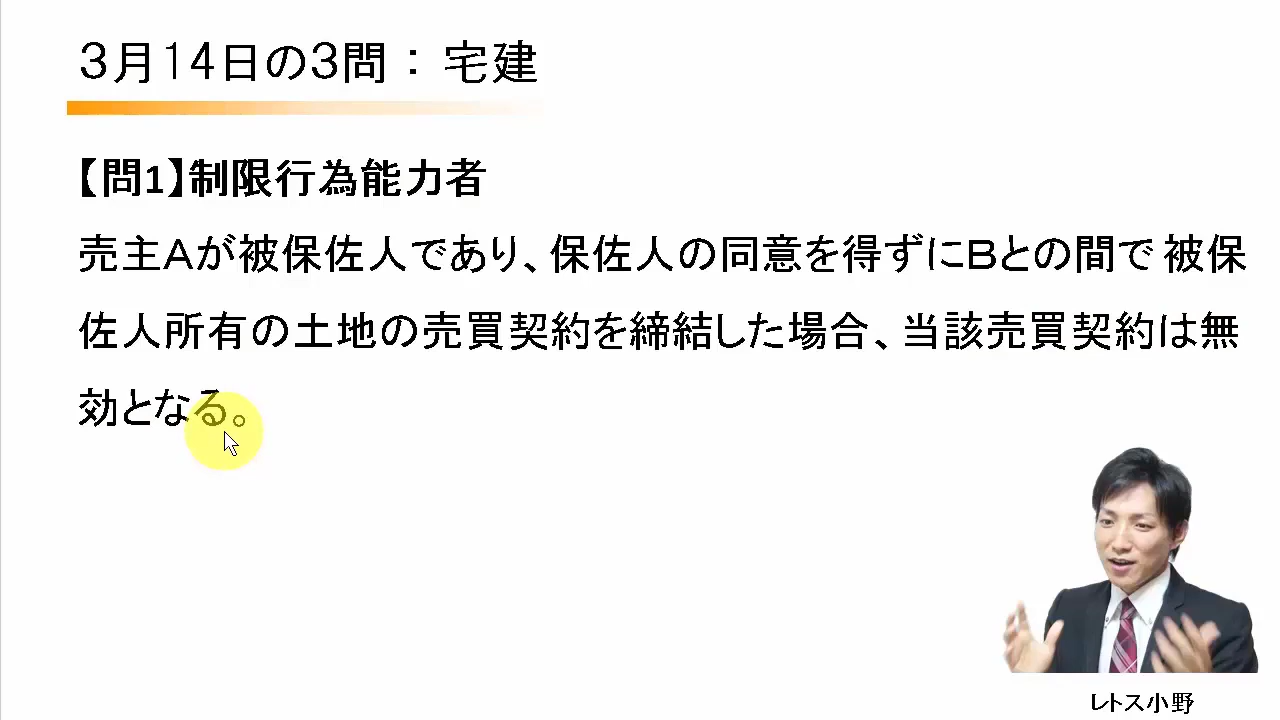 ３月１４日の３問： 宅建
【問1】制限行為能力者
売主Ａが被保佐人であり、保佐人の同意を得ずにＢとの間で 被保
佐人所有の土地の売買契約を締結した場合、当該売買契約は無
効となる。
レトス小野